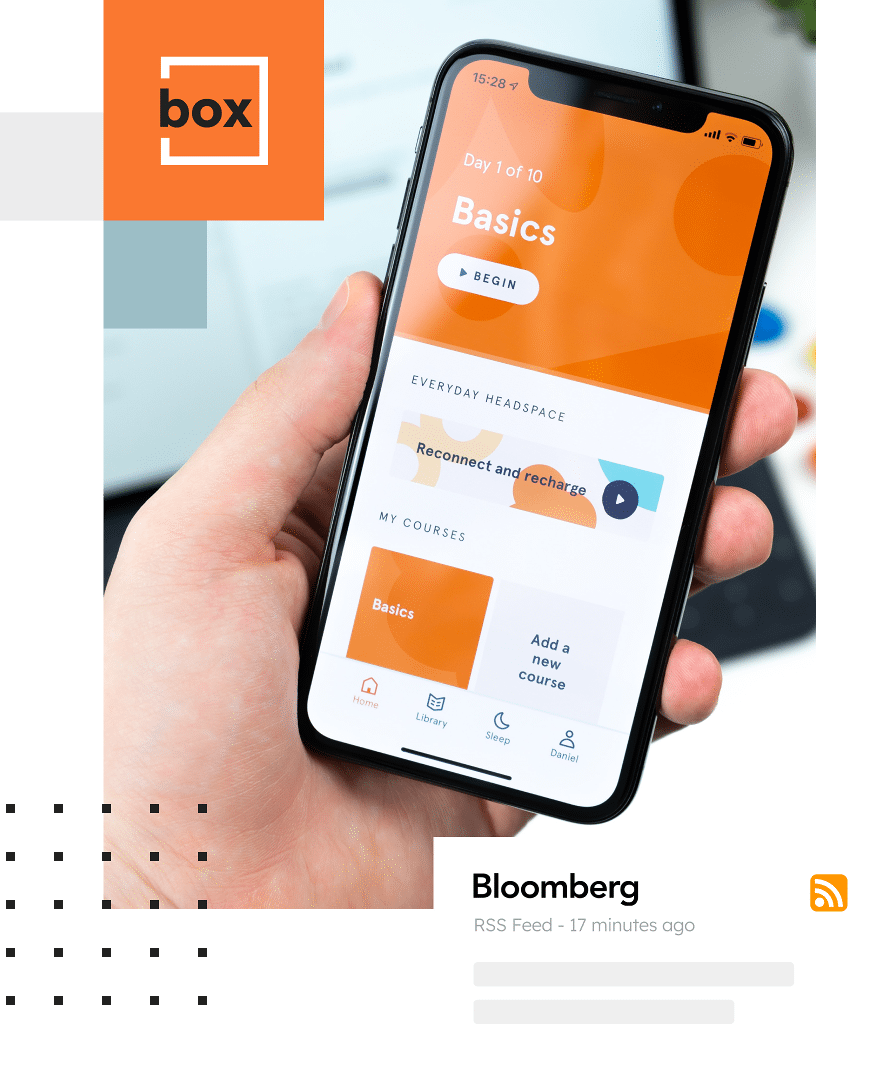 box
15:28
Day 1 of 10
Basics
BEGIN
EVERYDAY HEADSPACE
Reconnect and recharge
MY COURSES
Basics
Add a
new
course
Home
Library
Sleep
Daniel
Bloomberg
RSS Feed - 17 minutes ago